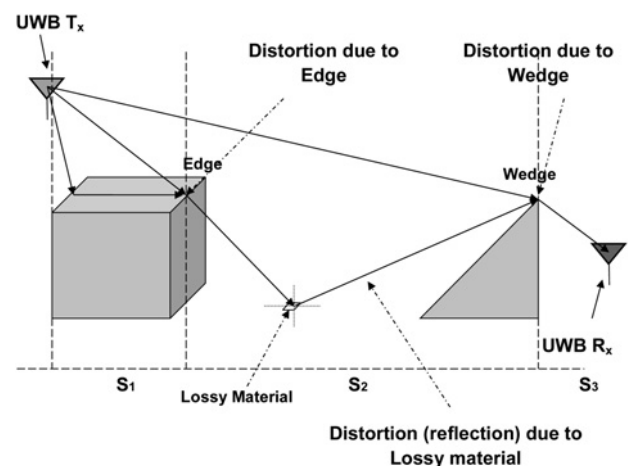 UWB Tₓ
Distortion due to
Edge
Distortion due to
Wedge
Edge
Wedge
UWB Rₓ
S₁
Lossy Material
S₂
S₃
Distortion (reflection) due to
Lossy material